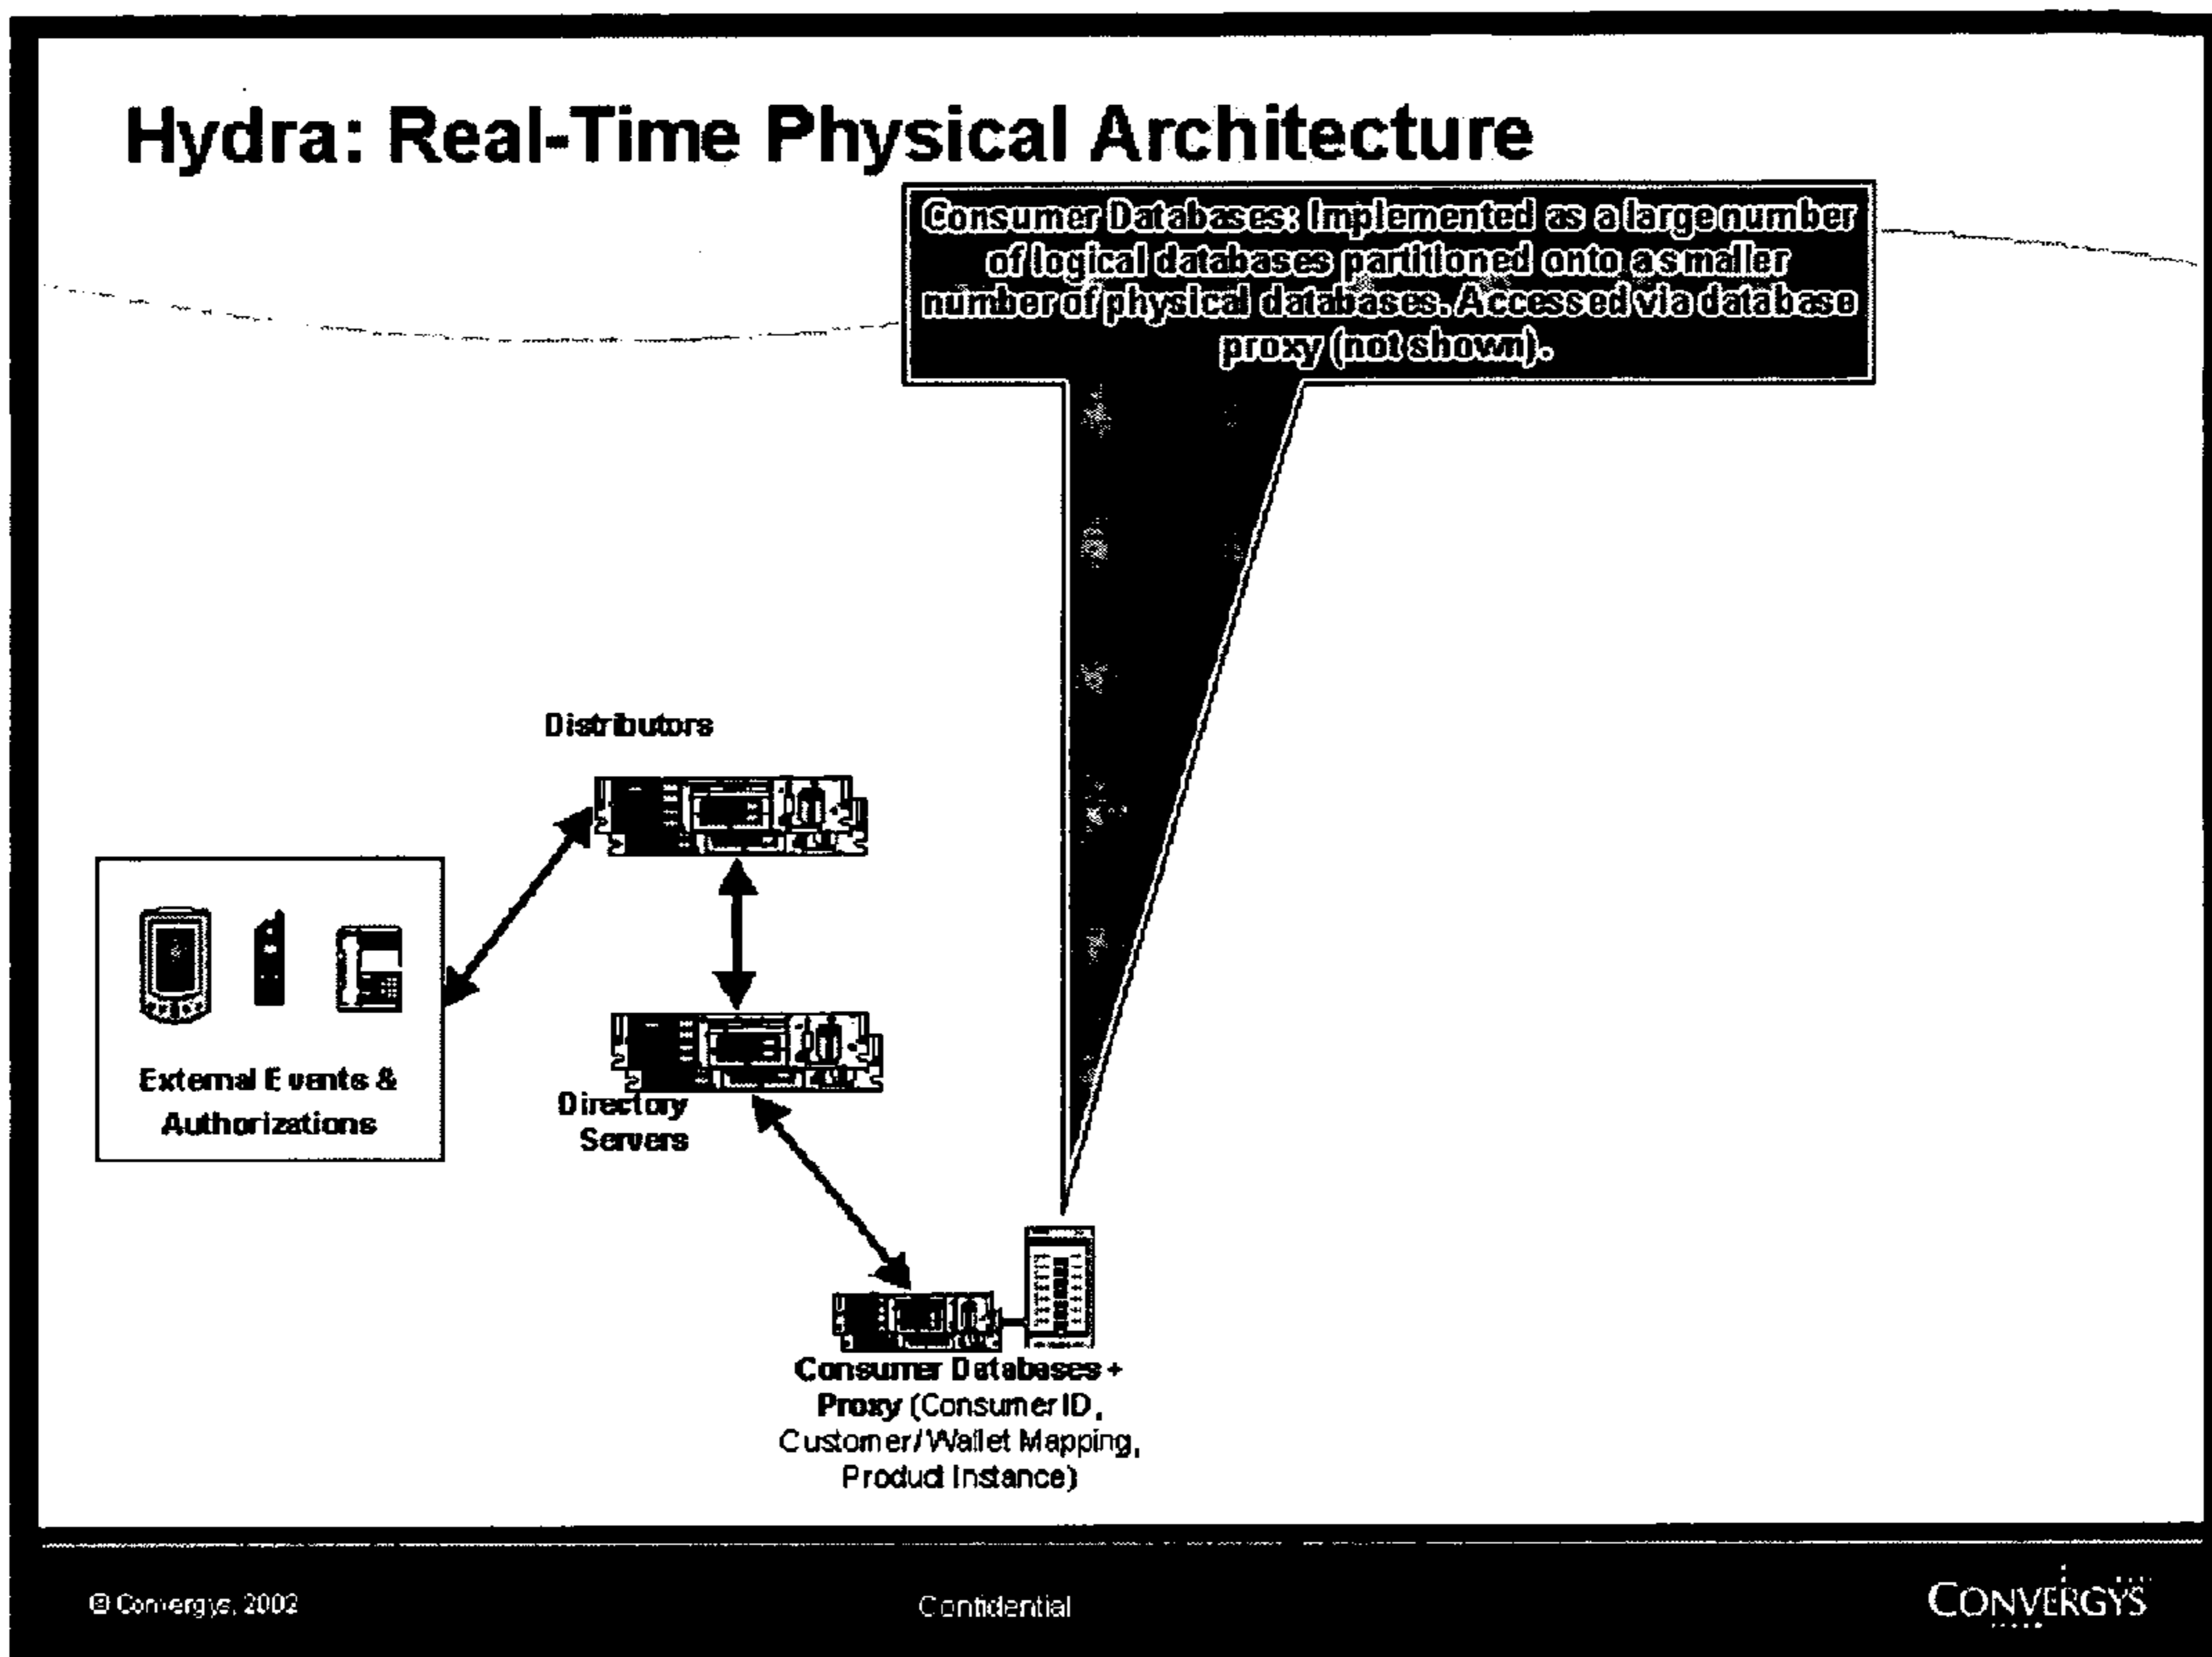 Hydra: Real-Time Physical Architecture
Consumer Databases: Implemented as a large number
of logical databases partitioned onto a smaller
number of physical databases. Accessed via database
proxy (not shown).
Distributors
External Events &
Authorizations
Directory
Servers
Consumer Databases +
Proxy (Consumer ID,
Customer/Wallet Mapping,
Product Instance)
© Convergys, 2002
Confidential
CONVERGYS